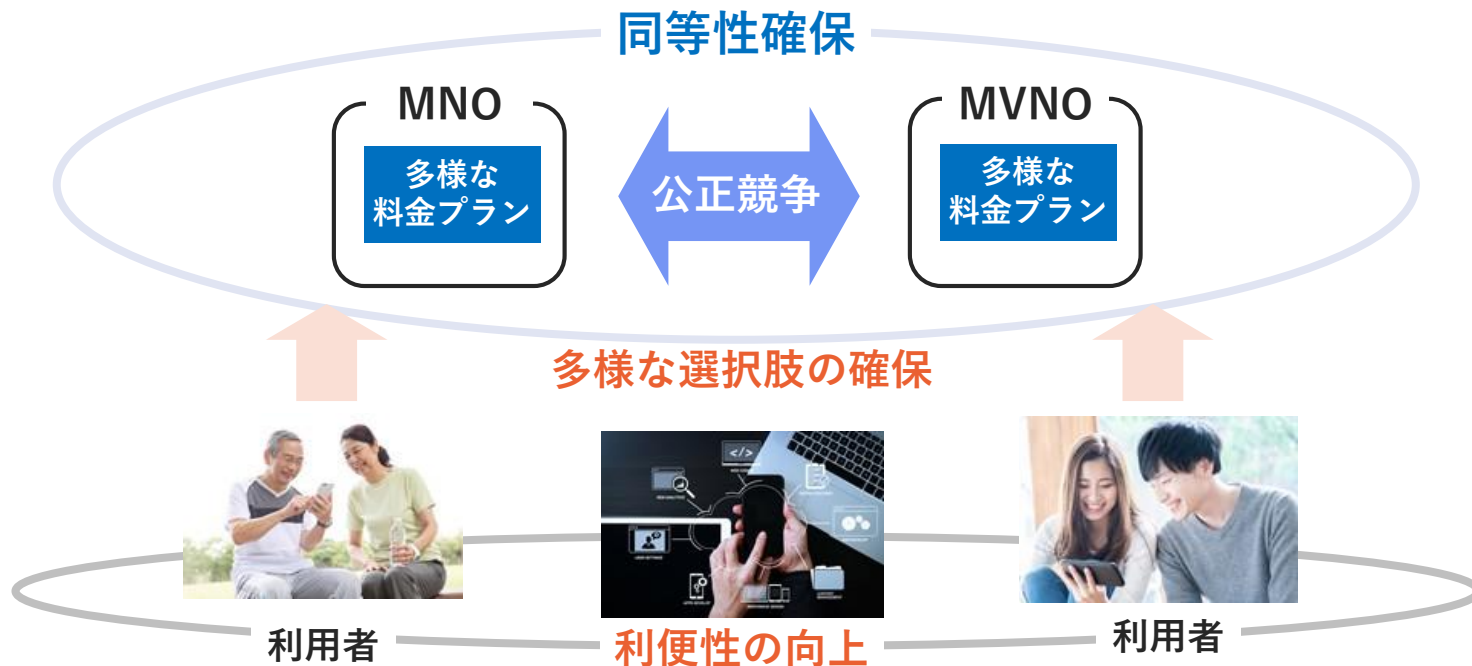 同等性確保
MNO
MVNO
多様な
料金プラン
公正競争
多様な
料金プラン
多様な選択肢の確保
</>
利用者
利便性の向上
利用者